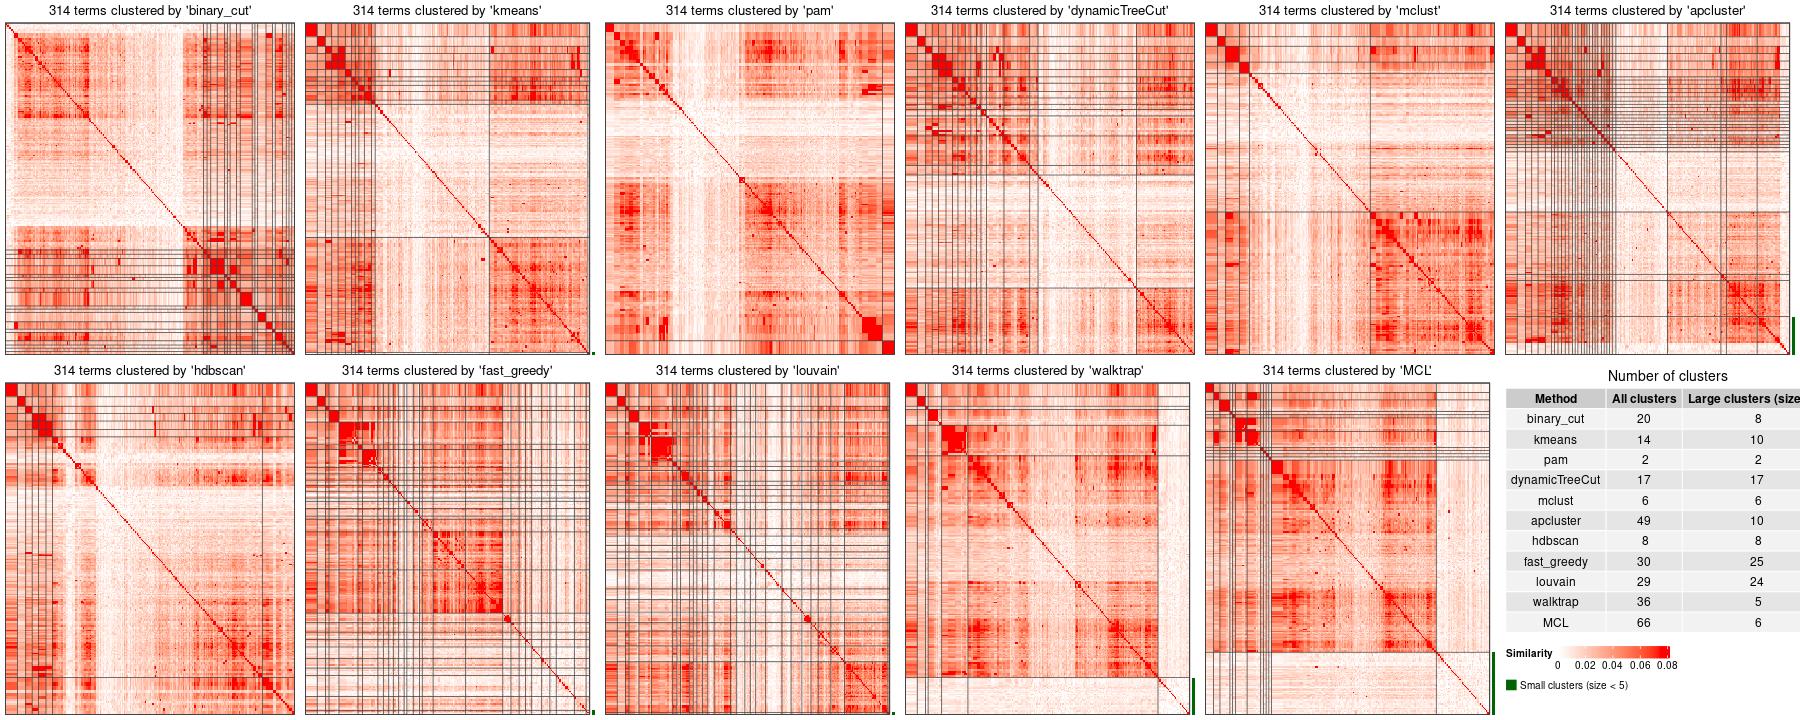 314 terms clustered by 'binary_cut'
314 terms clustered by 'kmeans'
314 terms clustered by 'pam'
314 terms clustered by 'dynamicTreeCut'
314 terms clustered by 'mclust'
314 terms clustered by 'apcluster'
314 terms clustered by 'hdbscan'
314 terms clustered by 'fast_greedy'
314 terms clustered by 'louvain'
314 terms clustered by 'walktrap'
314 terms clustered by 'MCL'
Number of clusters
Method All clusters Large clusters (size
binary_cut 20 8
kmeans 14 10
pam 2 2
dynamicTreeCut 17 17
mclust 6 6
apcluster 49 10
hdbscan 8 8
fast_greedy 30 25
louvain 29 24
walktrap 36 5
MCL 66 6
Similarity
0 0.02 0.04 0.06 0.08
Small clusters (size < 5)